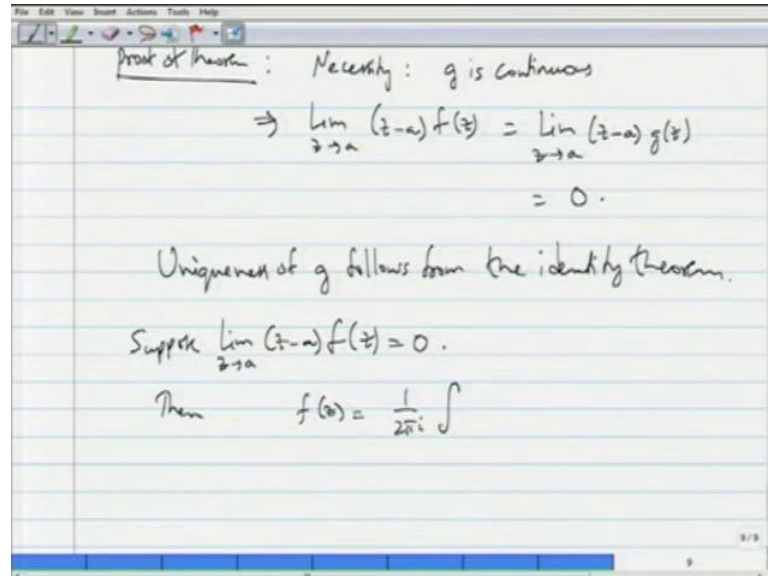 File Edit View Insert Actions Tools Help
Proof of theorem : Necessity : g is continuous
⇒ lim (z-a) f(z) = lim (z-a) g(z)
z→a z→a
= 0 .
Uniqueness of g follows from the identity theorem.
Suppose lim (z-a) f(z) = 0 .
z→a
Then f(z) = 1/2πi ∫
9/9
9